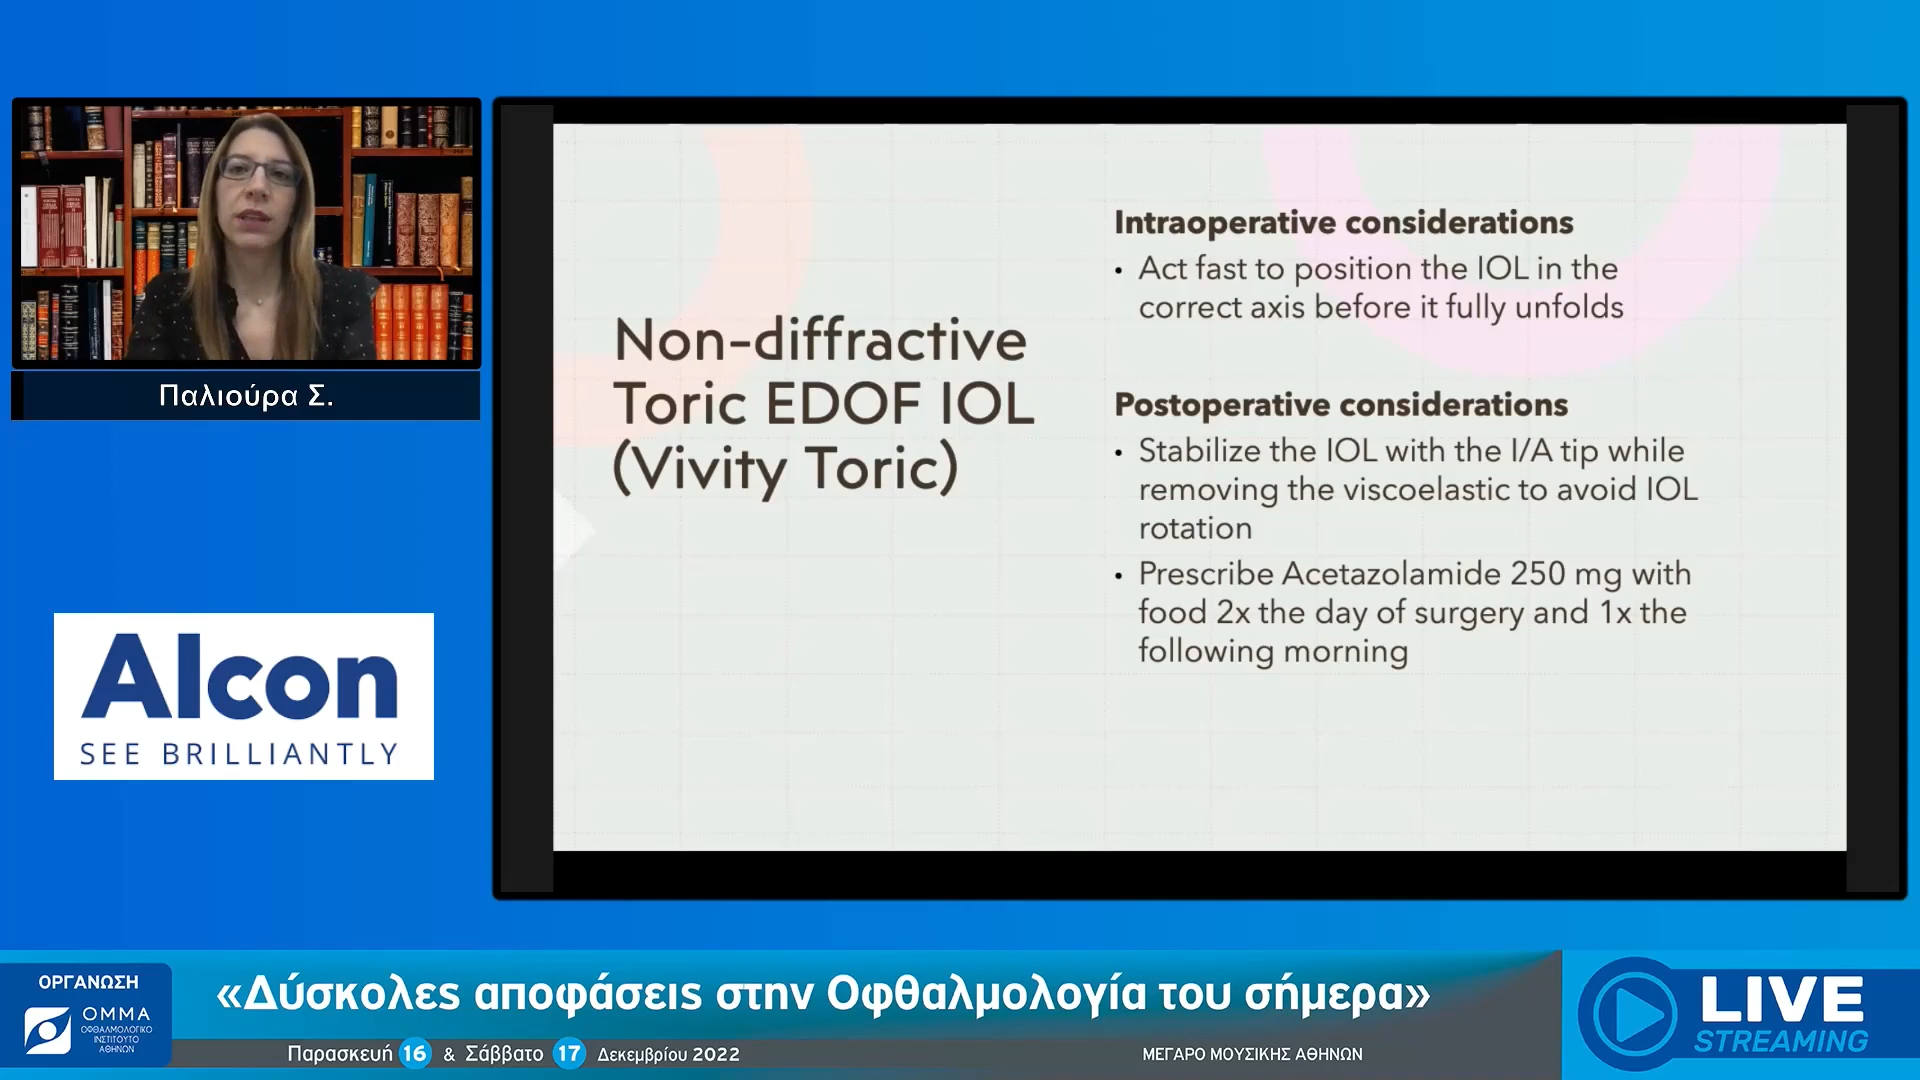 Παλιούρα Σ.
Alcon
SEE BRILLIANTLY
Non-diffractive
Toric EDOF IOL
(Vivity Toric)
Intraoperative considerations
• Act fast to position the IOL in the
correct axis before it fully unfolds
Postoperative considerations
• Stabilize the IOL with the I/A tip while
removing the viscoelastic to avoid IOL
rotation
• Prescribe Acetazolamide 250 mg with
food 2x the day of surgery and 1x the
following morning
ΟΡΓΑΝΩΣΗ
ΟΜΜΑ
ΟΦΘΑΛΜΟΛΟΓΙΚΟ
ΙΝΣΤΙΤΟΥΤΟ
ΑΘΗΝΩΝ
«Δύσκολες αποφάσεις στην Οφθαλμολογία του σήμερα»
Παρασκευή 16 & Σάββατο 17 Δεκεμβρίου 2022
ΜΕΓΑΡΟ ΜΟΥΣΙΚΗΣ ΑΘΗΝΩΝ
LIVE
STREAMING